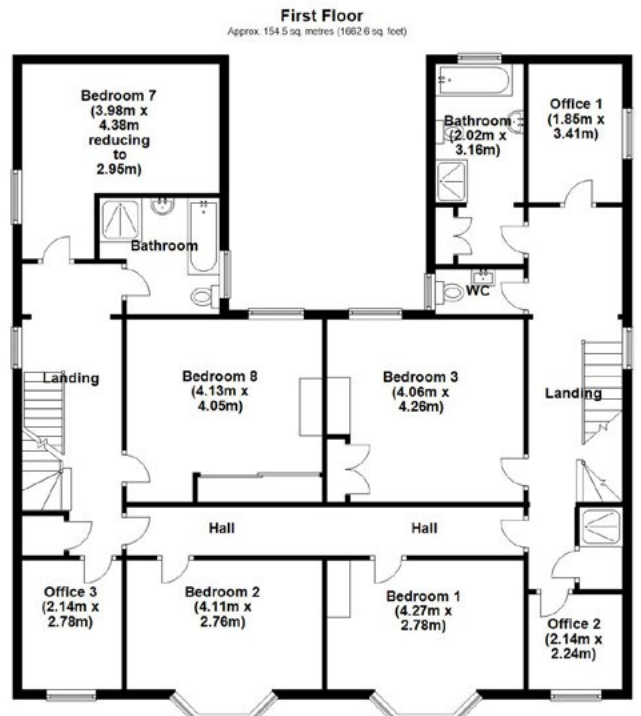 First Floor
Approx. 154.5 sq. metres (1662.6 sq. feet)
Bedroom 7
(3.98m x
4.38m
reducing
to
2.95m)
Bathroom
(2.02m x
3.16m)
Office 1
(1.85m x
3.41m)
Bathroom
WC
Landing
Bedroom 8
(4.13m x
4.05m)
Bedroom 3
(4.06m x
4.26m)
Landing
Hall
Hall
Office 3
(2.14m x
2.78m)
Bedroom 2
(4.11m x
2.76m)
Bedroom 1
(4.27m x
2.78m)
Office 2
(2.14m x
2.24m)